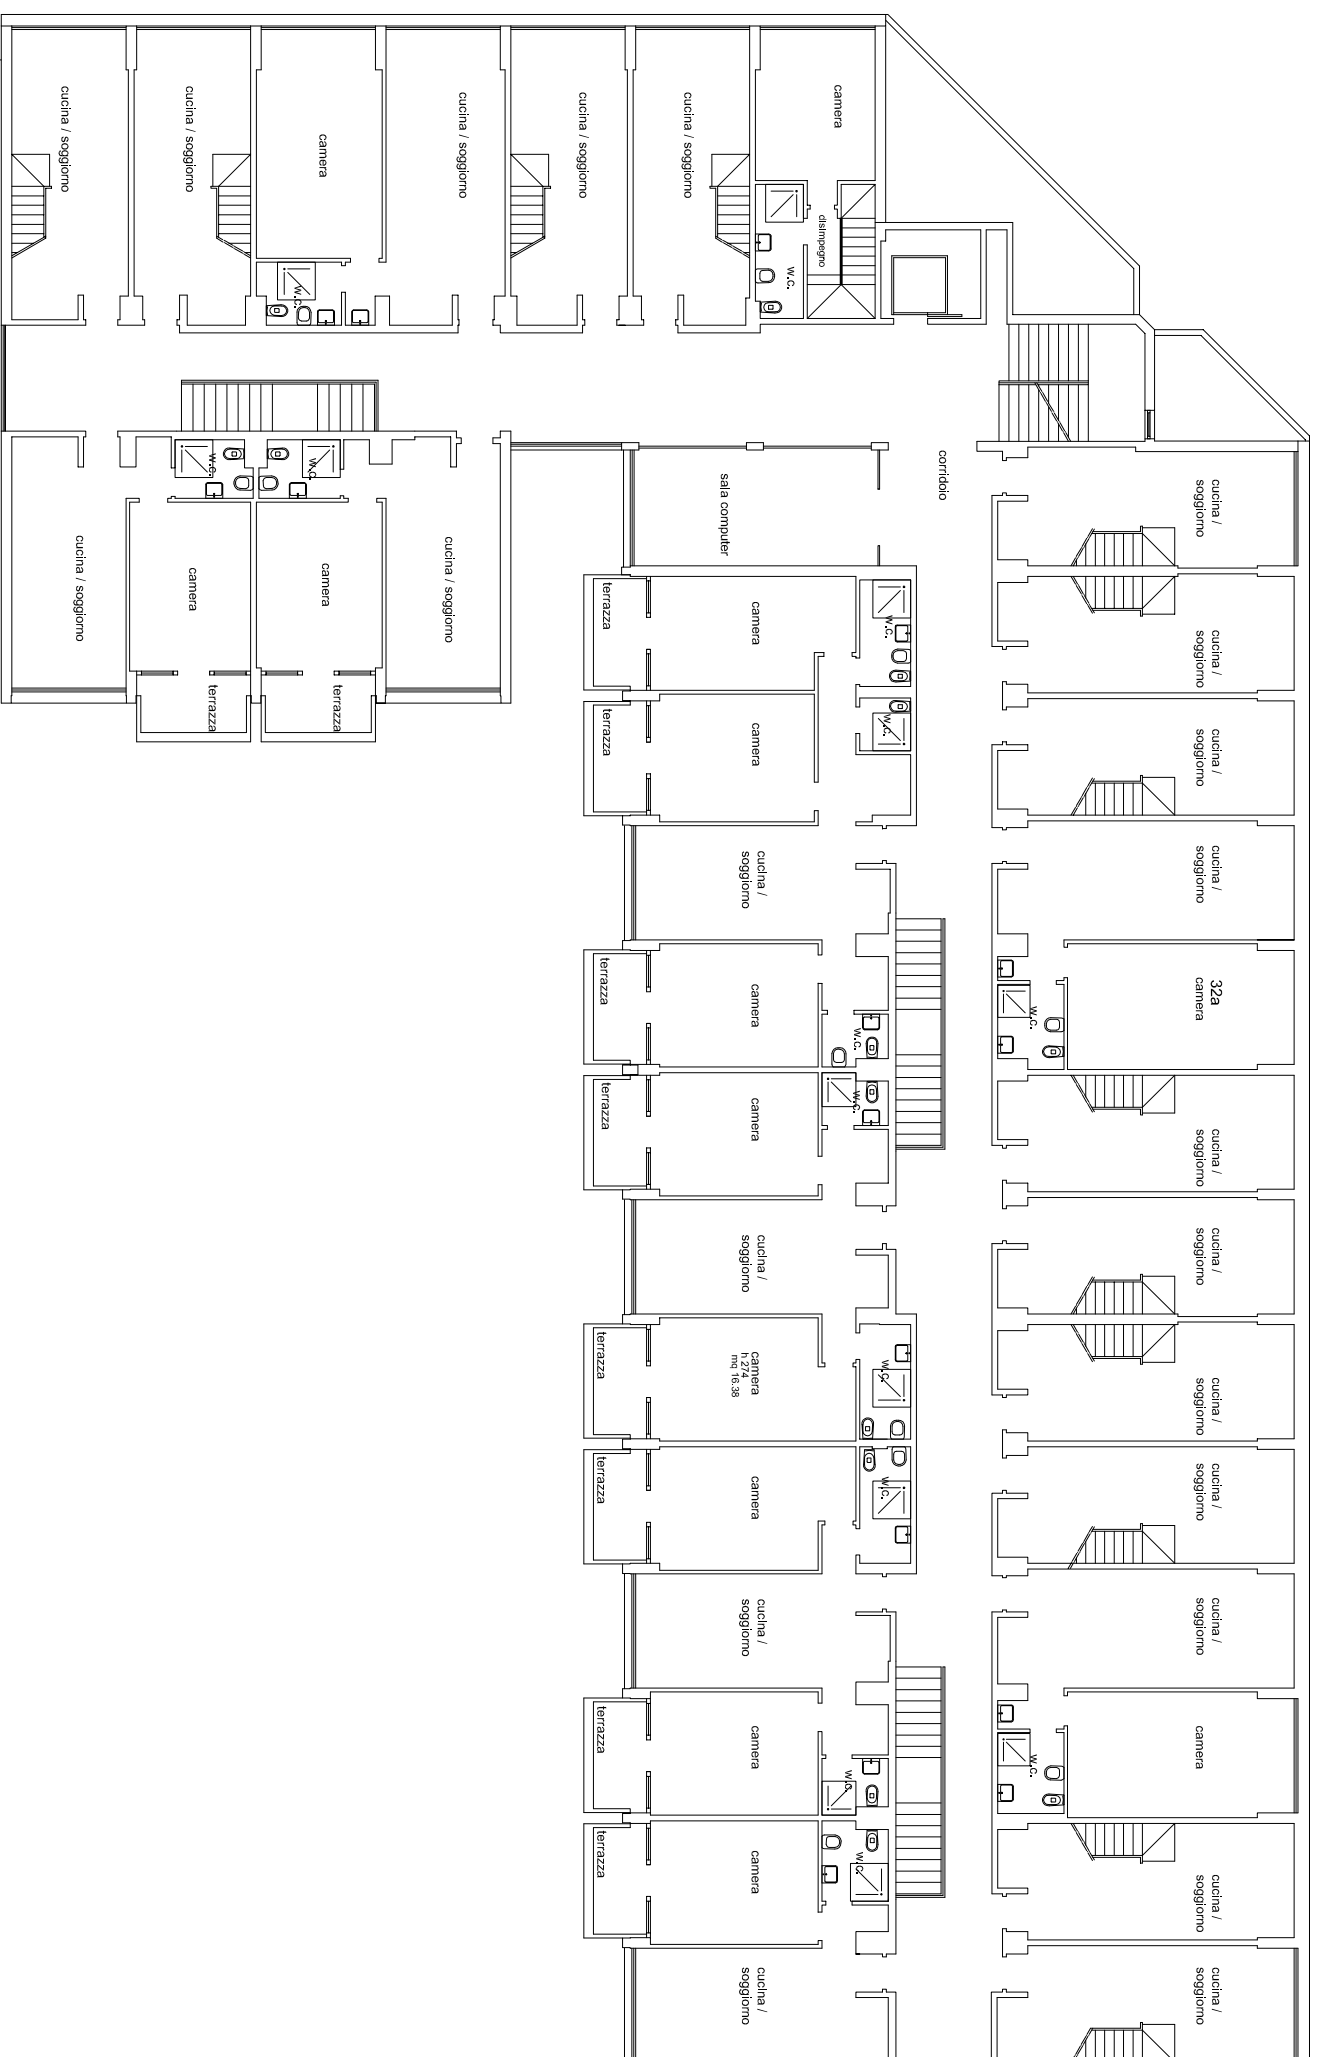 cucina / soggiorno
cucina / soggiorno
camera
cucina / soggiorno
cucina / soggiorno
cucina / soggiorno
camera
disimpegno
w.c.
w.c.
w.c.
w.c.
cucina / soggiorno
camera
camera
cucina / soggiorno
terrazza
terrazza
sala computer
corridoio
cucina /
soggiorno
terrazza
camera
w.c.
cucina /
soggiorno
terrazza
camera
w.c.
cucina /
soggiorno
cucina /
soggiorno
cucina /
soggiorno
terrazza
camera
w.c.
w.c.
32a
camera
terrazza
camera
w.c.
cucina /
soggiorno
cucina /
soggiorno
cucina /
soggiorno
terrazza
camera
h 274
mq 16.38
w.c.
cucina /
soggiorno
terrazza
camera
w.c.
cucina /
soggiorno
cucina /
soggiorno
cucina /
soggiorno
terrazza
camera
w.c.
w.c.
camera
terrazza
camera
w.c.
cucina /
soggiorno
cucina /
soggiorno
cucina /
soggiorno